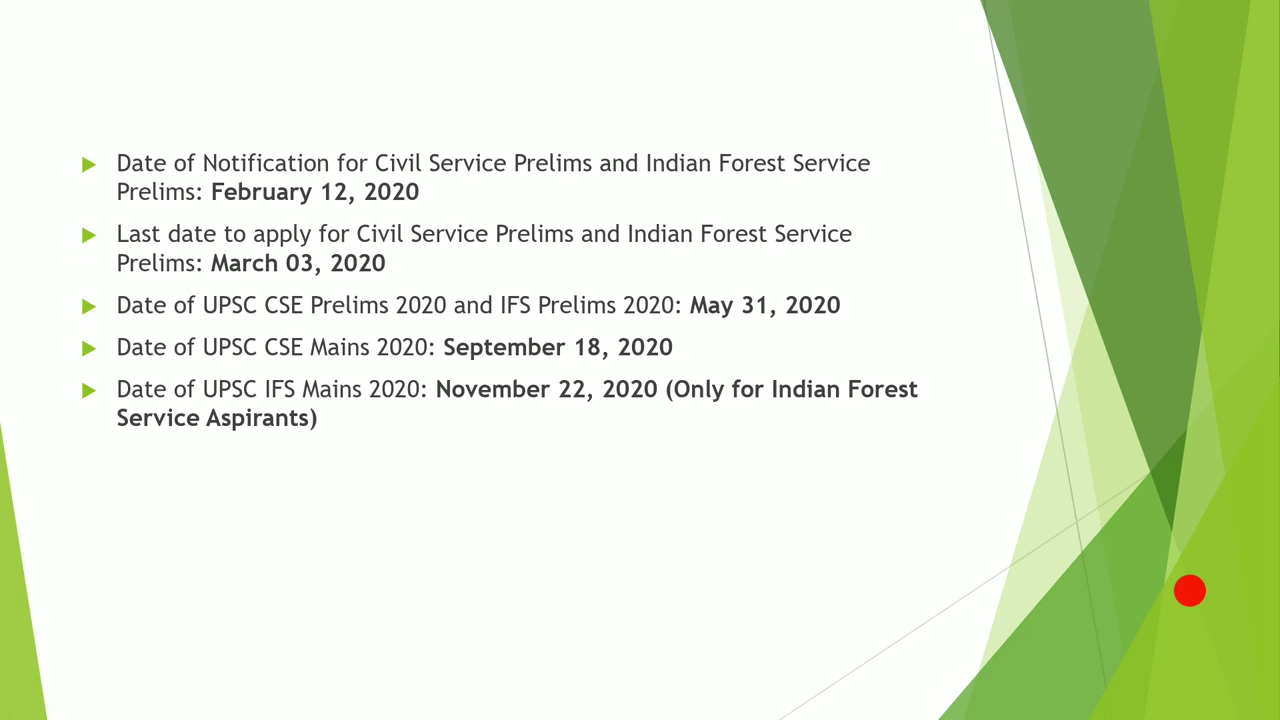 Date of Notification for Civil Service Prelims and Indian Forest Service
Prelims: February 12, 2020
Last date to apply for Civil Service Prelims and Indian Forest Service
Prelims: March 03, 2020
Date of UPSC CSE Prelims 2020 and IFS Prelims 2020: May 31, 2020
Date of UPSC CSE Mains 2020: September 18, 2020
Date of UPSC IFS Mains 2020: November 22, 2020 (Only for Indian Forest
Service Aspirants)